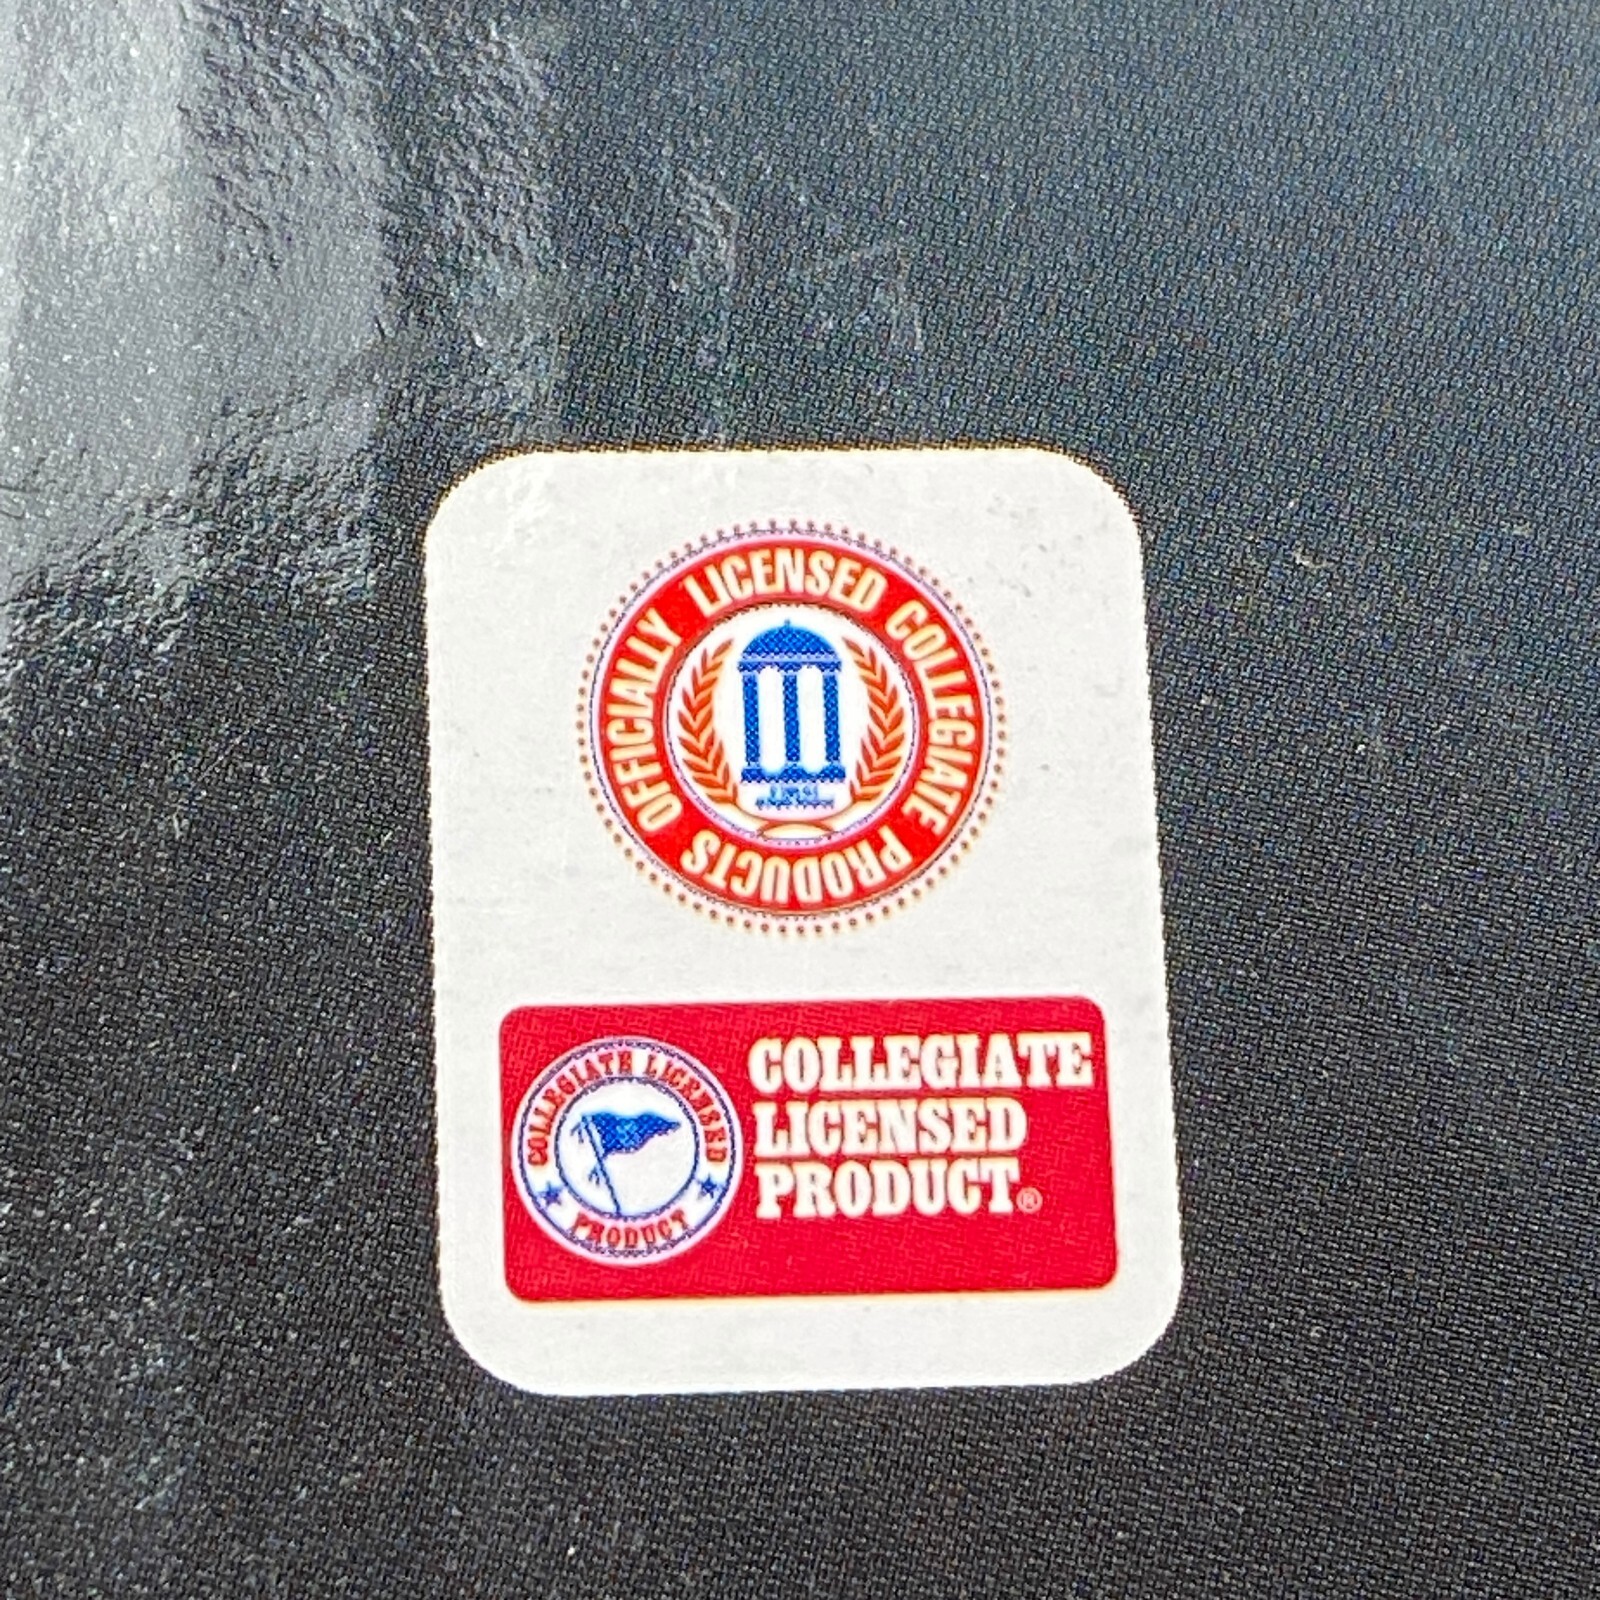 OFFICIALLY LICENSED COLLEGIATE PRODUCTS
COLLEGIATE LICENSED
PRODUCT
COLLEGIATE
LICENSED
PRODUCT®